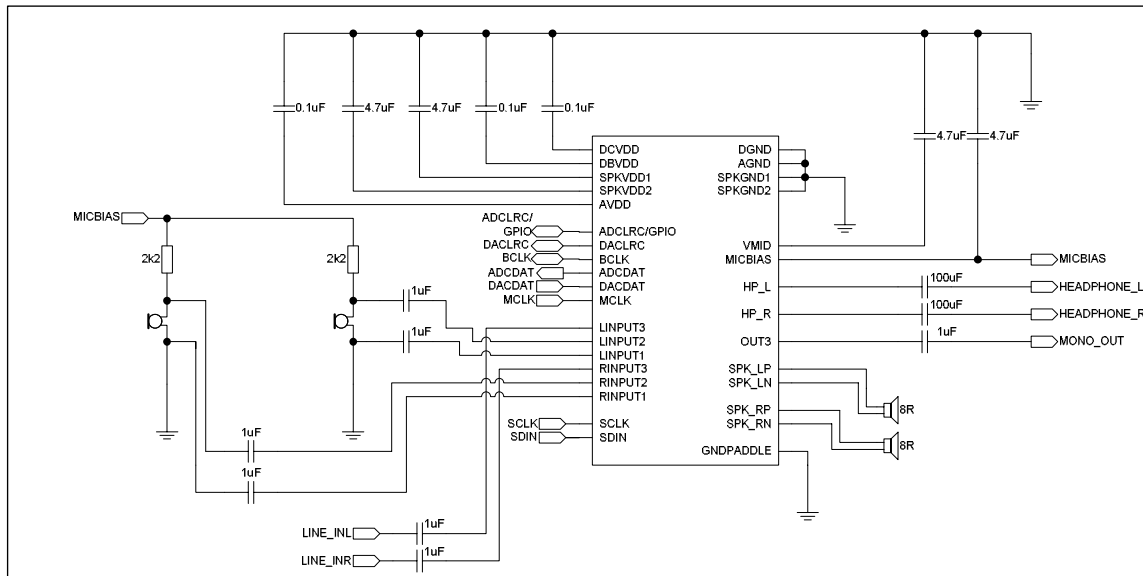 0.1uF 4.7uF 4.7uF 0.1uF 0.1uF 4.7uF 4.7uF
DCVDD DGND
DBVDD AGND
SPKVDD1 SPKGND1
SPKVDD2 SPKGND2
AVDD
MICBIAS
ADCLRC/
GPIO ADCLRC/GPIO
DACLRC DACLRC VMID
2k2 2k2 BCLK BCLK MICBIAS MICBIAS
ADCDAT ADCDAT
100uF
DACDAT DACDAT HP_L HEADPHONE_L
1uF MCLK MCLK
100uF
HP_R HEADPHONE_R
1uF LINPUT3
1uF
LINPUT2 OUT3 MONO_OUT
LINPUT1
RINPUT3 SPK_LP
RINPUT2 SPK_LN
RINPUT1
8R
SPK_RP
1uF SCLK SCLK SPK_RN
SDIN SDIN
8R
GNDPADDLE
1uF
LINE_INL 1uF
LINE_INR 1uF